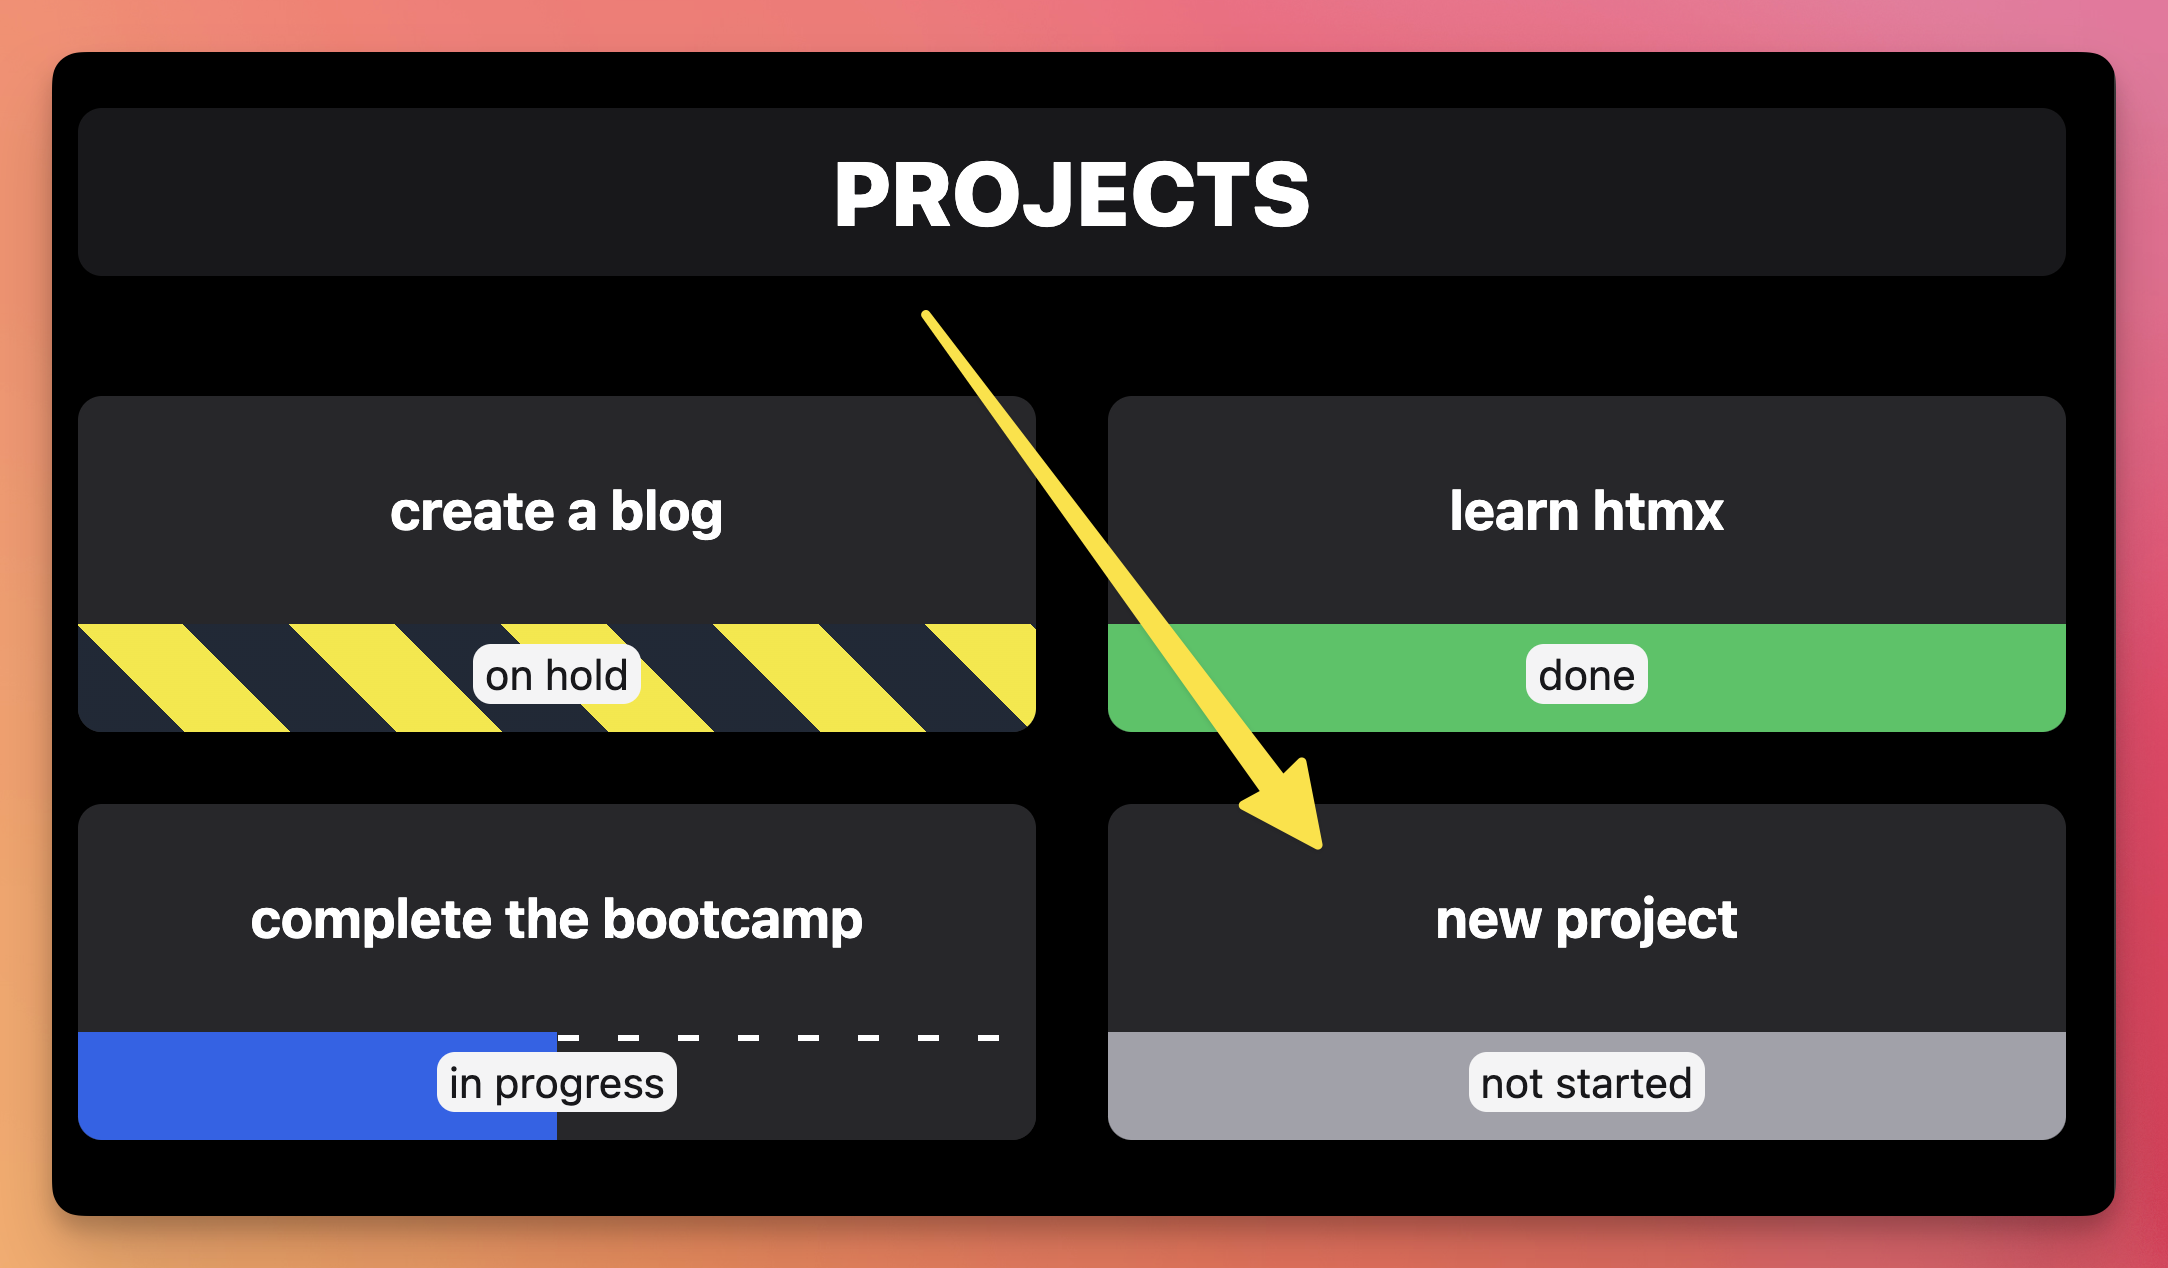 PROJECTS
create a blog
on hold
learn htmx
done
complete the bootcamp
in progress
new project
not started